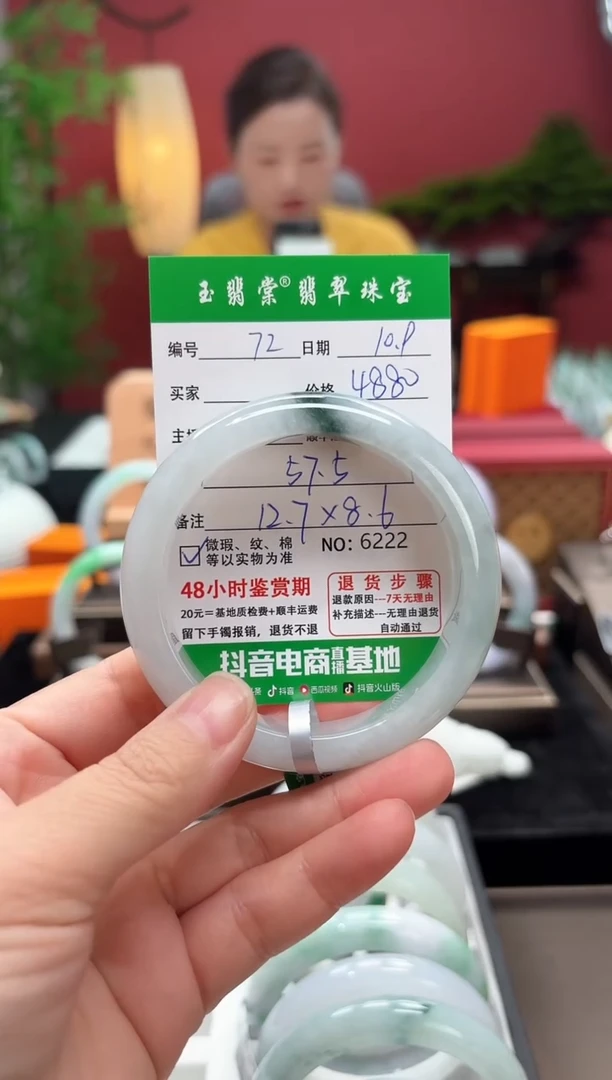 玉翡棠® 翡翠珠宝
编号 72 日期 10.9
买家 价格 4880
57.5
备注 12.7×8.6
微瑕、纹、棉
等以实物为准
NO: 6222
48小时鉴赏期
20元=基地质检费+顺丰运费
留下手镯报销，退货不退
退货步骤
退款原因---7天无理由
补充描述---无理由退货
自动通过
抖音电商直播基地
抖音 西瓜视频 抖音火山版